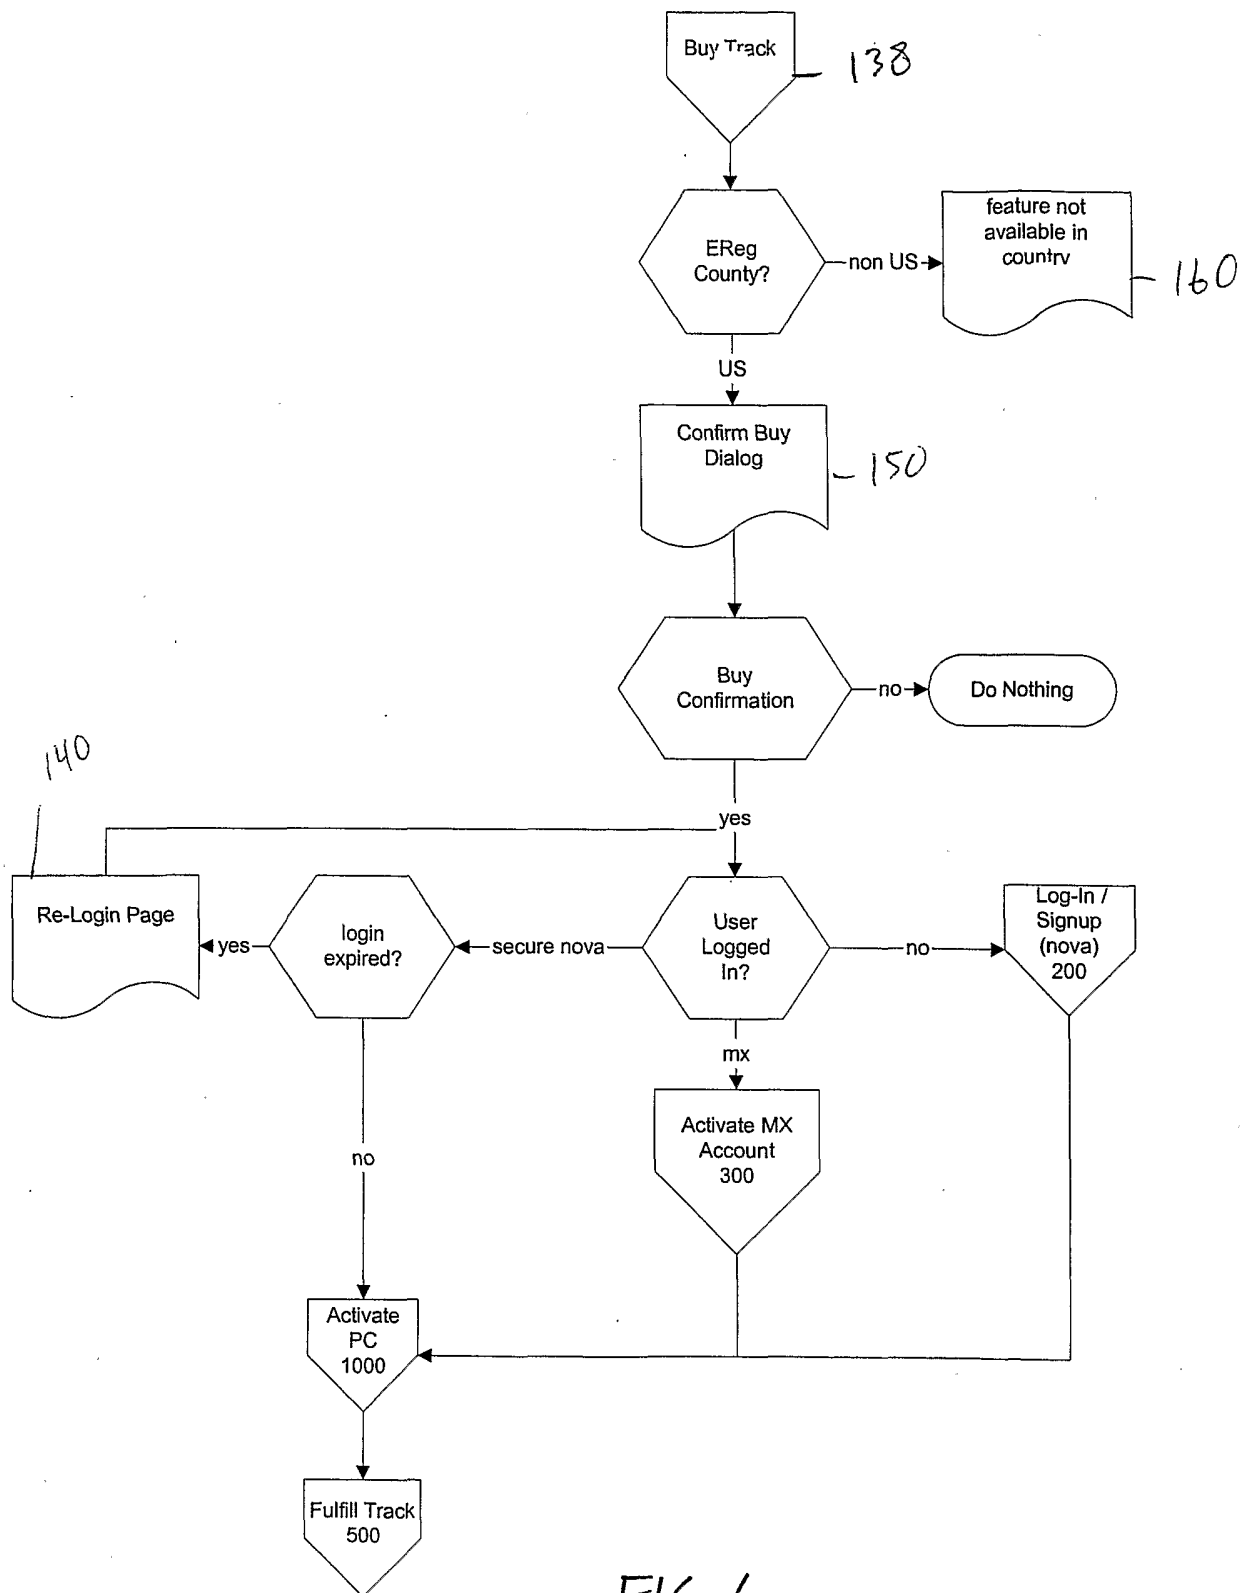 Buy Track
138
EReg
County?
non US
feature not
available in
country
160
US
Confirm Buy
Dialog
150
Buy
Confirmation
no
Do Nothing
140
yes
Re-Login Page
yes
login
expired?
secure nova
User
Logged
In?
no
Log-In /
Signup
(nova)
200
mx
Activate MX
Account
300
no
Activate
PC
1000
Fulfill Track
500